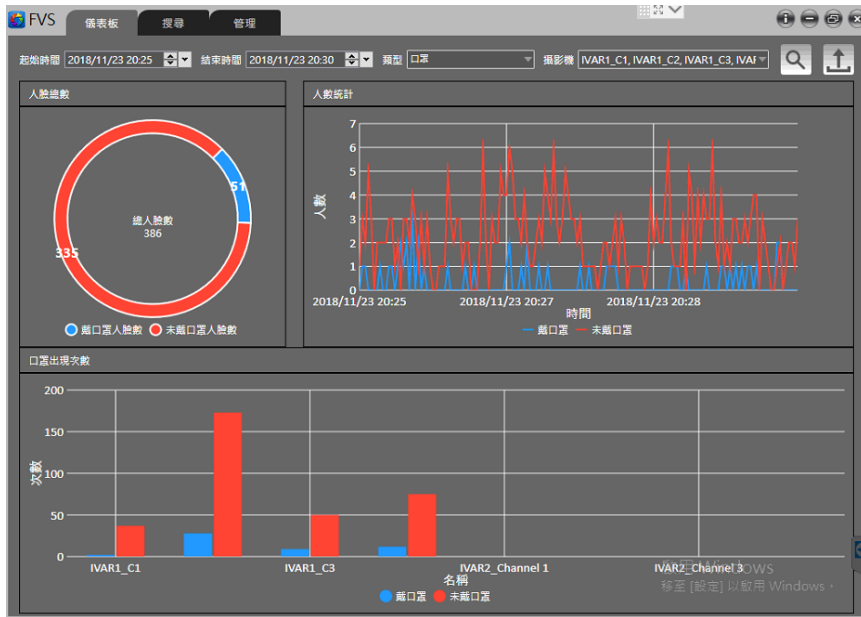 FVS 儀表板 搜尋 管理
起始時間 2018/11/23 20:25 結束時間 2018/11/23 20:30 類型 口罩 攝影機 IVAR1_C1, IVAR1_C2, IVAR1_C3, IVAR
人臉總數
51
總人臉數
386
335
戴口罩人臉數 未戴口罩人臉數
人數統計
7
6
5
4
3
2
1
0
人數
2018/11/23 20:25 2018/11/23 20:27 2018/11/23 20:28
時間
戴口罩 未戴口罩
口罩出現次數
200
150
100
50
0
次數
IVAR1_C1 IVAR1_C3 IVAR2_Channel 1 IVAR2_Channel 3
名稱
戴口罩 未戴口罩
啟用 Windows
移至 [設定] 以啟用 Windows。